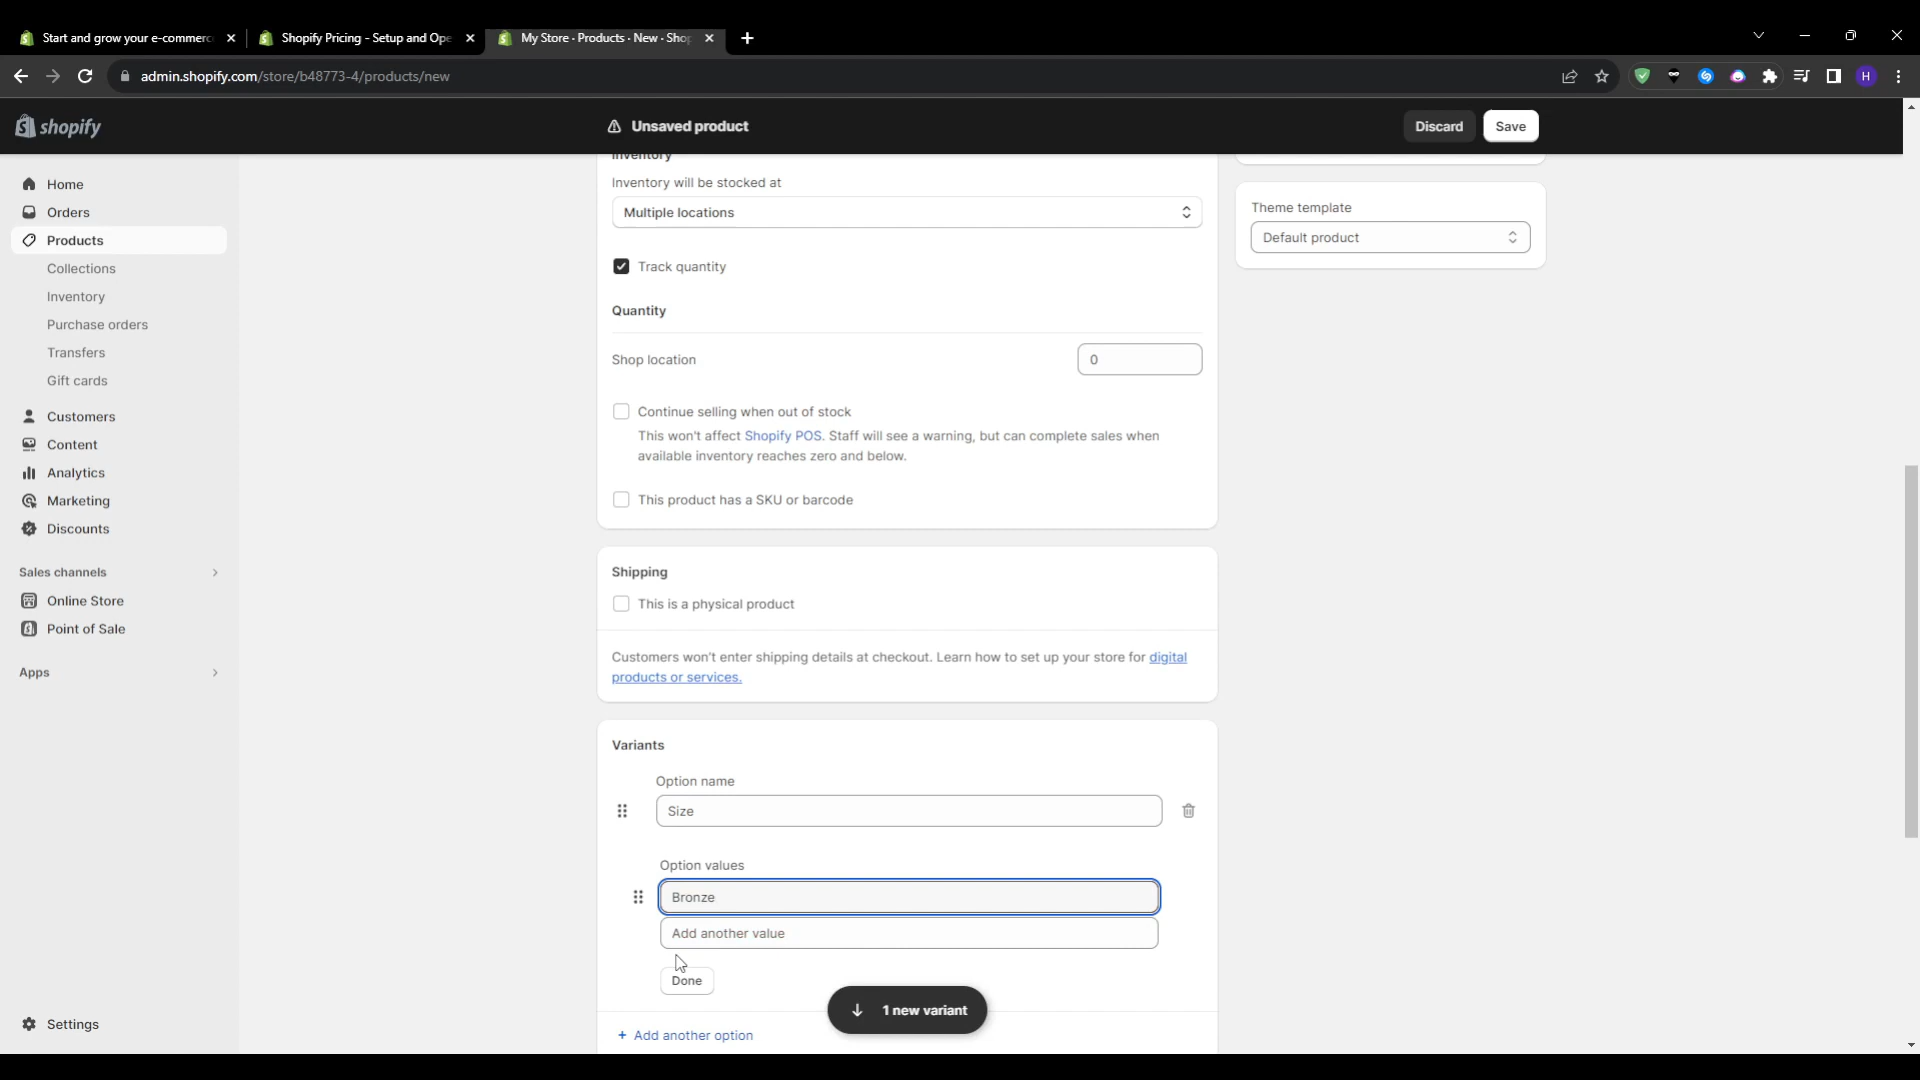 Start and grow your e-commerc
Shopify Pricing - Setup and Ope
My Store · Products · New · Shop
admin.shopify.com/store/b48773-4/products/new
H
shopify
Unsaved product
Discard
Save
Home
Orders
Products
Collections
Inventory
Purchase orders
Transfers
Gift cards
Customers
Content
Analytics
Marketing
Discounts
Sales channels
Online Store
Point of Sale
Apps
Settings
Inventory
Inventory will be stocked at
Multiple locations
Track quantity
Quantity
Shop location
0
Continue selling when out of stock
This won't affect Shopify POS. Staff will see a warning, but can complete sales when
available inventory reaches zero and below.
This product has a SKU or barcode
Shipping
This is a physical product
Customers won't enter shipping details at checkout. Learn how to set up your store for digital
products or services.
Variants
Option name
Size
Option values
Bronze
Add another value
Done
1 new variant
+ Add another option
Theme template
Default product